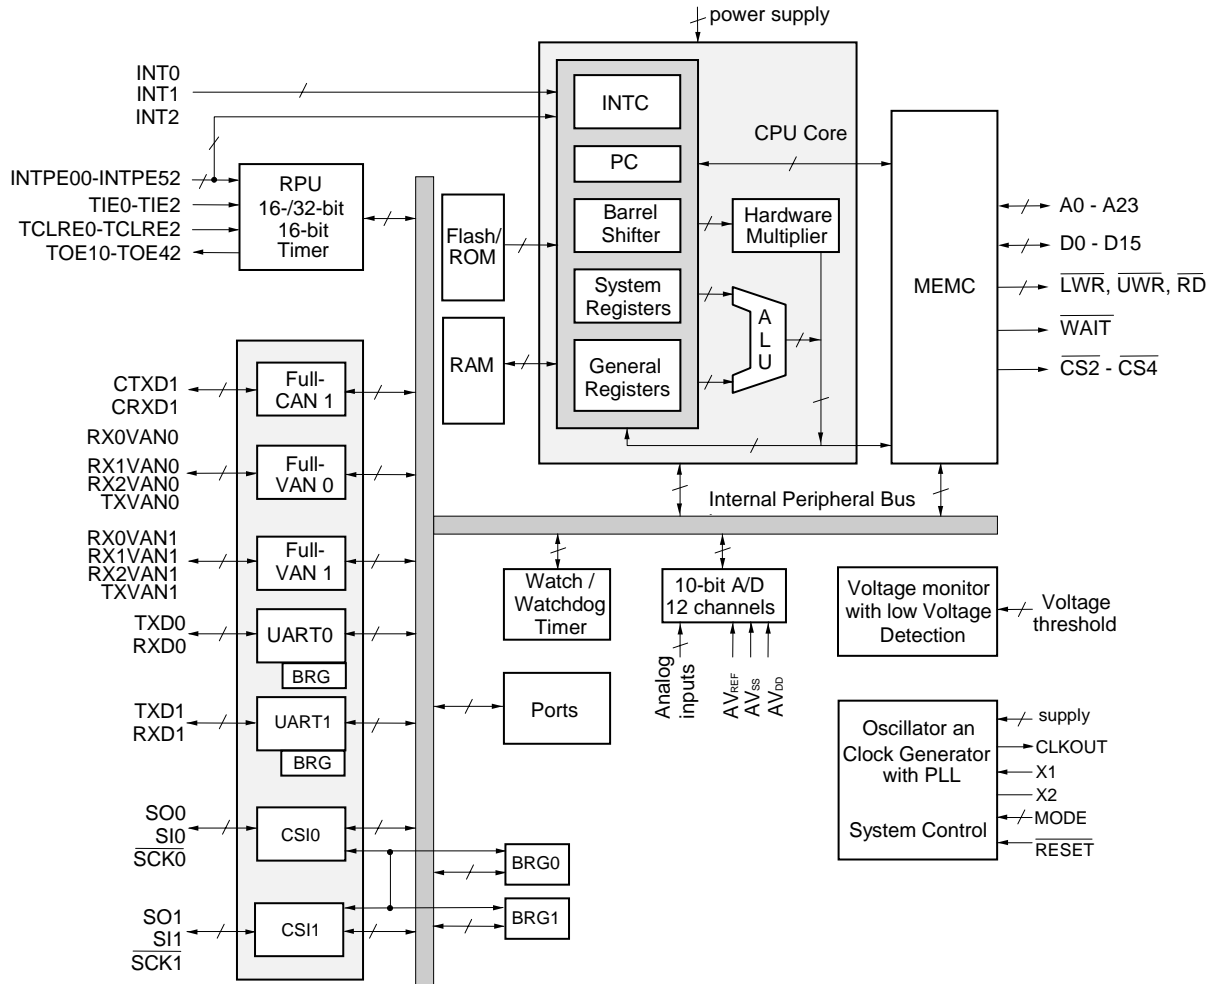 power supply
INT0
INT1
INT2
INTPE00-INTPE52
TIE0-TIE2
TCLRE0-TCLRE2
TOE10-TOE42
RPU
16-/32-bit
16-bit
Timer
Flash/
ROM
RAM
INTC
PC
Barrel
Shifter
System
Registers
General
Registers
CPU Core
Hardware
Multiplier
A
L
U
MEMC
A0 - A23
D0 - D15
LWR, UWR, RD
WAIT
CS2 - CS4
Internal Peripheral Bus
CTXD1
CRXD1
Full-
CAN 1
RX0VAN0
RX1VAN0
RX2VAN0
TXVAN0
Full-
VAN 0
RX0VAN1
RX1VAN1
RX2VAN1
TXVAN1
Full-
VAN 1
TXD0
RXD0
UART0
BRG
TXD1
RXD1
UART1
BRG
SO0
SI0
SCK0
CSI0
SO1
SI1
SCK1
CSI1
BRG0
BRG1
Watch /
Watchdog
Timer
Ports
10-bit A/D
12 channels
Analog
inputs
AVREF
AVSS
AVDD
Voltage monitor
with low Voltage
Detection
Voltage
threshold
Oscillator an
Clock Generator
with PLL
System Control
supply
CLKOUT
X1
X2
MODE
RESET